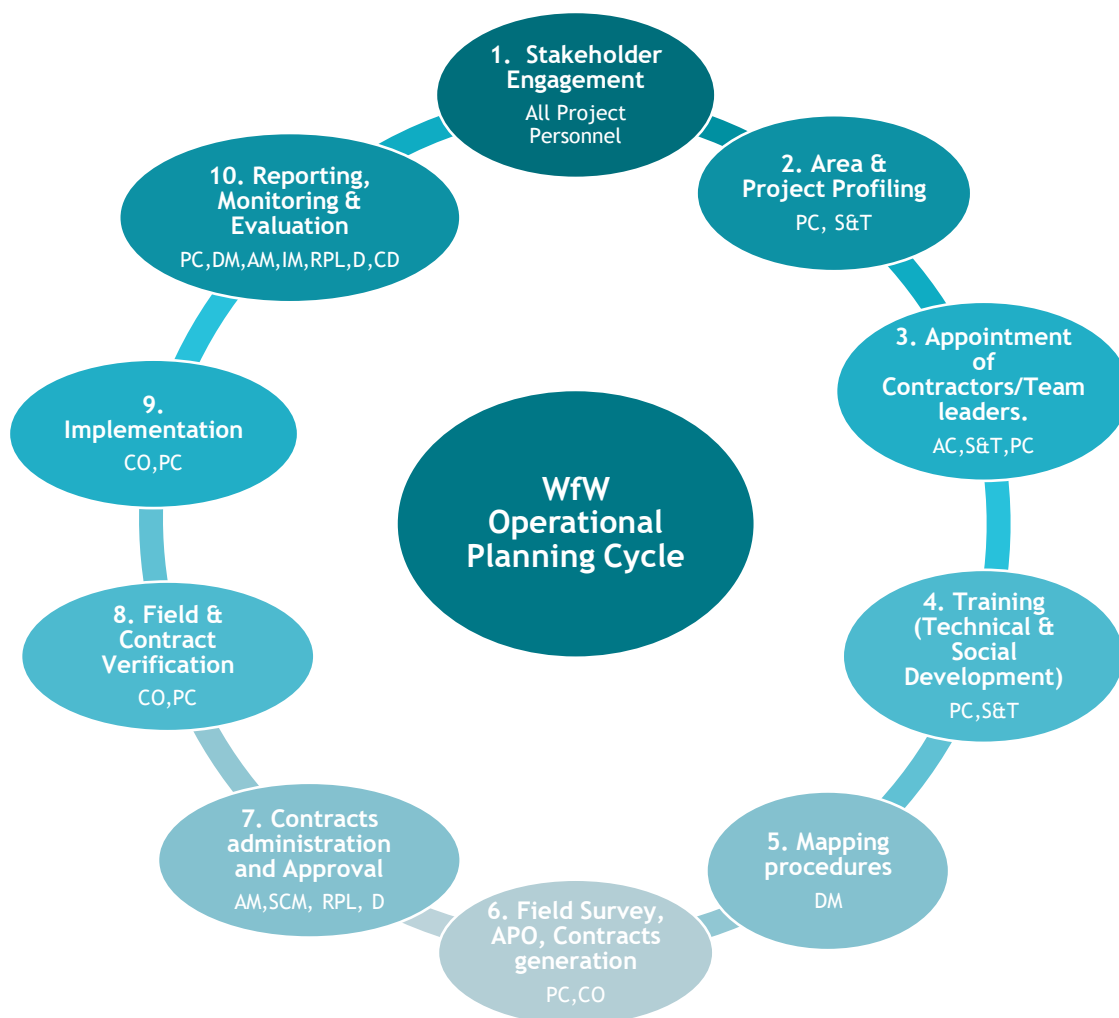 1. Stakeholder
Engagement
All Project
Personnel
2. Area &
Project Profiling
PC, S&T
3. Appointment
of
Contractors/Team
leaders.
AC,S&T,PC
4. Training
(Technical &
Social
Development)
PC,S&T
5. Mapping
procedures
DM
6. Field Survey,
APO, Contracts
generation
PC,CO
7. Contracts
administration
and Approval
AM,SCM, RPL, D
8. Field &
Contract
Verification
CO,PC
9.
Implementation
CO,PC
10. Reporting,
Monitoring &
Evaluation
PC,DM,AM,IM,RPL,D,CD
WfW
Operational
Planning Cycle